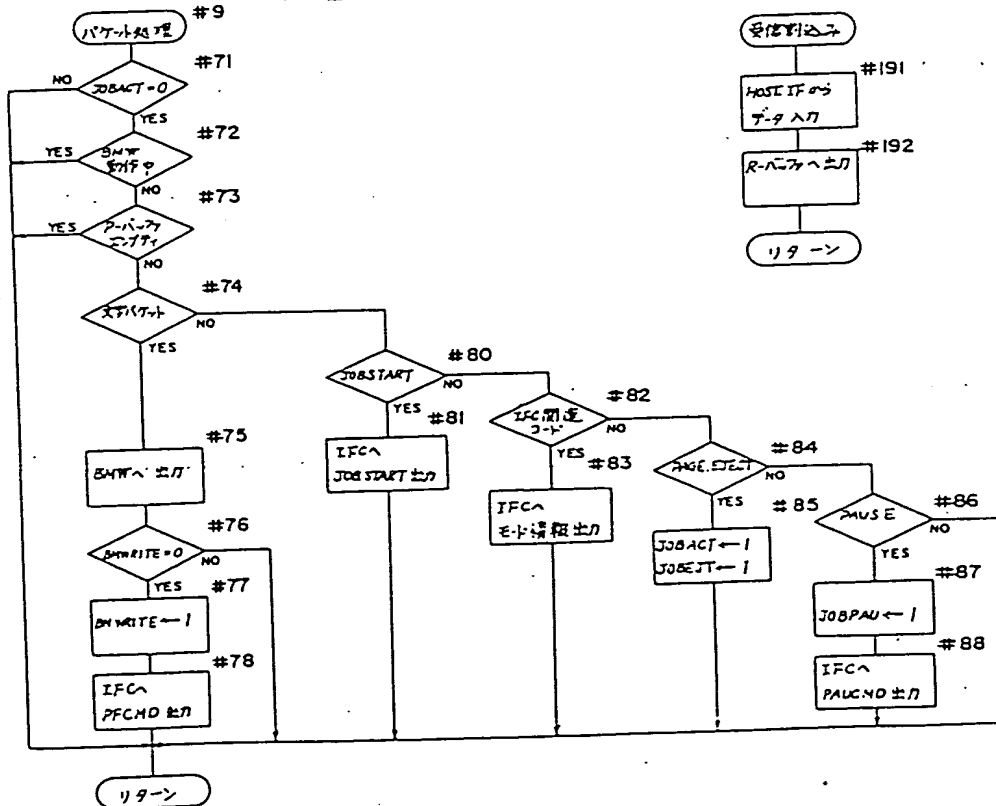 パケット処理
#9
#71
JOBACT=0
NO
YES
#72
BMW
動作中
YES
NO
#73
P-バッファ
エンプティ
YES
NO
#74
文字パケット
NO
YES
#75
BMWへ出力
#76
BMWRITE=0
NO
YES
#77
BMWRITE←1
#78
IFCへ
PFCMD出力
リターン
#80
JOBSTART
NO
YES
#81
IFCへ
JOBSTART出力
#82
IFC関連
コード
NO
YES
#83
IFCへ
モード情報出力
#84
PAGE.EJECT
NO
YES
#85
JOBACT←1
JOBEJT←1
#86
PAUSE
NO
YES
#87
JOBPAU←1
#88
IFCへ
PAUCMD出力
受信割込み
#191
HOST IFから
データ入力
#192
R-バッファへ出力
リターン